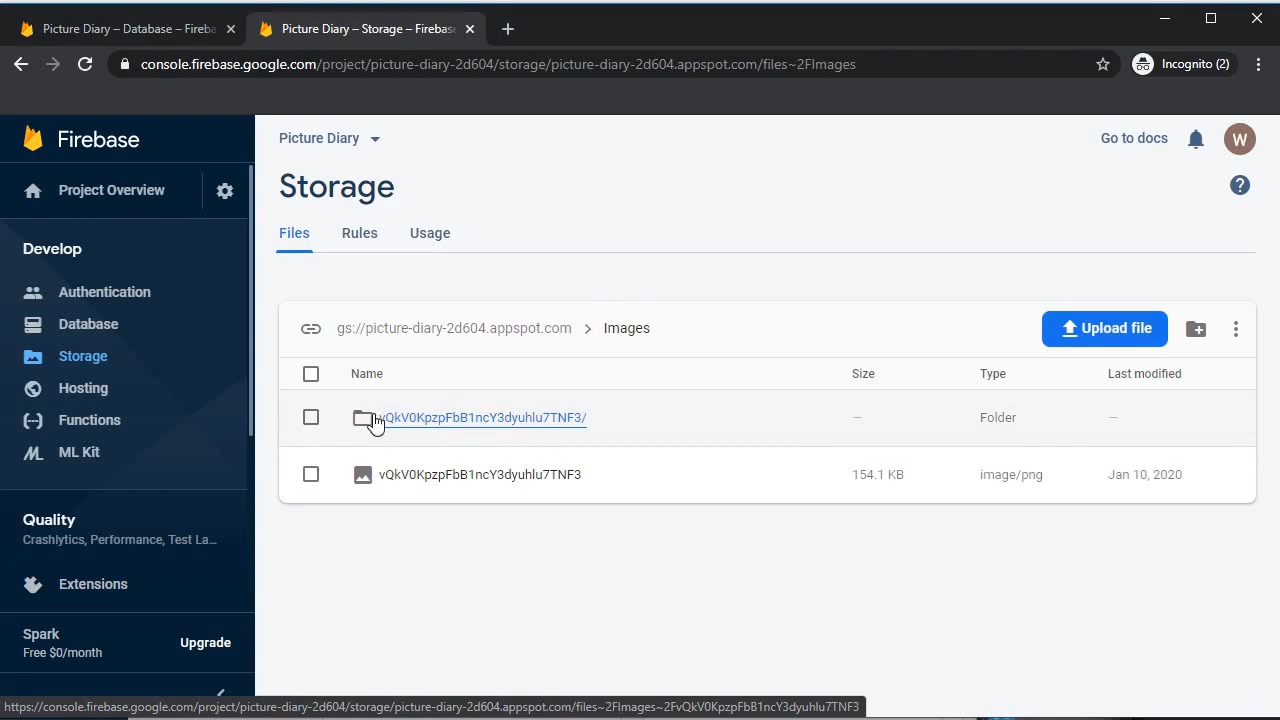 Picture Diary – Database – Fireba
Picture Diary – Storage – Firebas
console.firebase.google.com/project/picture-diary-2d604/storage/picture-diary-2d604.appspot.com/files~2FImages
Incognito (2)
Firebase
Project Overview
Develop
Authentication
Database
Storage
Hosting
Functions
ML Kit
Quality
Crashlytics, Performance, Test La...
Extensions
Spark
Free $0/month
Upgrade
Picture Diary
Go to docs
W
Storage
Files Rules Usage
gs://picture-diary-2d604.appspot.com > Images
Upload file
Name Size Type Last modified
vQkV0KpzpFbB1ncY3dyuhlu7TNF3/ — Folder —
vQkV0KpzpFbB1ncY3dyuhlu7TNF3 154.1 KB image/png Jan 10, 2020
https://console.firebase.google.com/project/picture-diary-2d604/storage/picture-diary-2d604.appspot.com/files~2FImages~2FvQkV0KpzpFbB1ncY3dyuhlu7TNF3